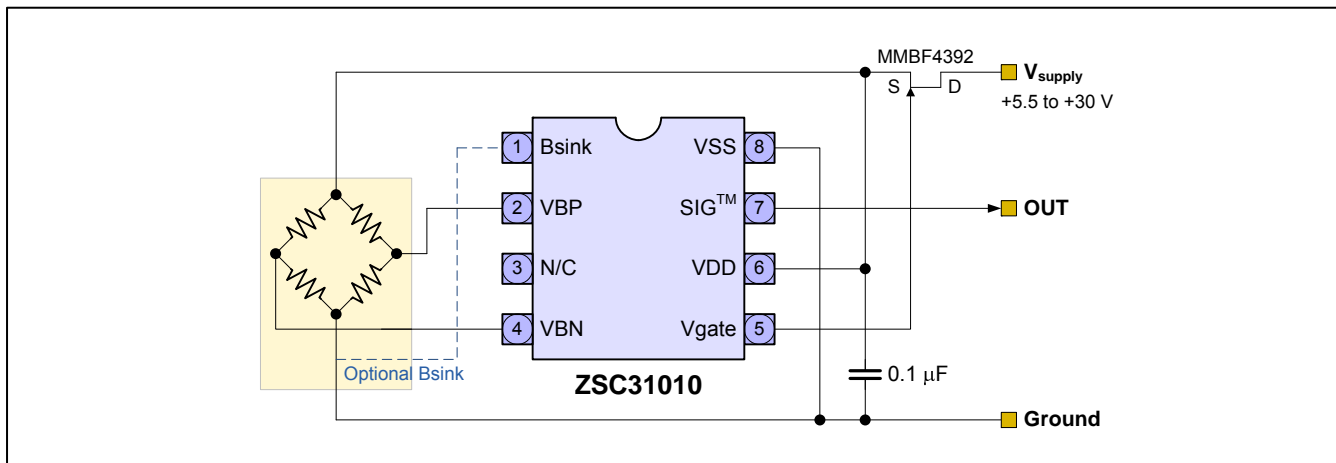 MMBF4392
S D
Vsupply
+5.5 to +30 V
1 Bsink
VSS 8
2 VBP
SIG™ 7
OUT
3 N/C
VDD 6
4 VBN
Vgate 5
Optional Bsink
ZSC31010
0.1 μF
Ground